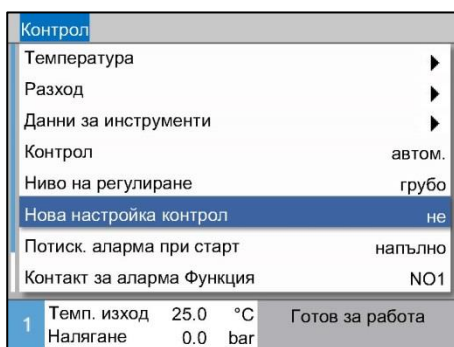 Контрол
Температура
Разход
Данни за инструменти
Контрол автом.
Ниво на регулиране грубо
Нова настройка контрол не
Потиск. аларма при старт напълно
Контакт за аларма Функция NO1
1 Темп. изход 25.0 °C Готов за работа
Налягане 0.0 bar